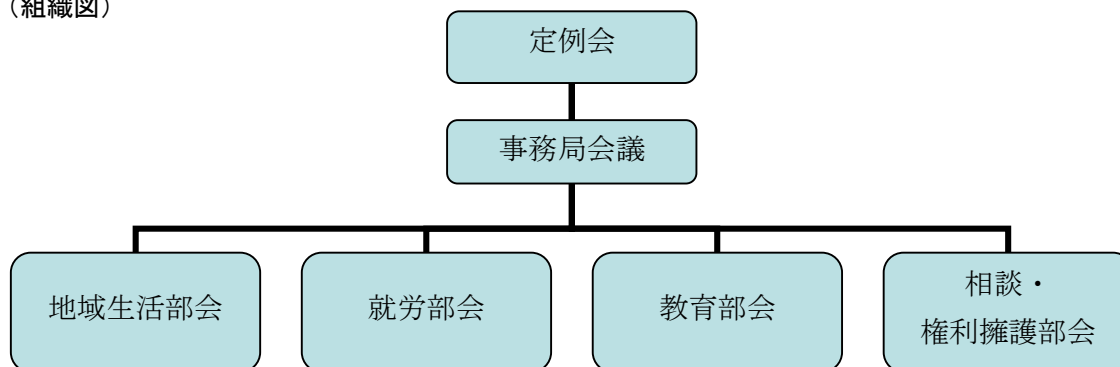 （組織図）
定例会
事務局会議
地域生活部会
就労部会
教育部会
相談・
権利擁護部会